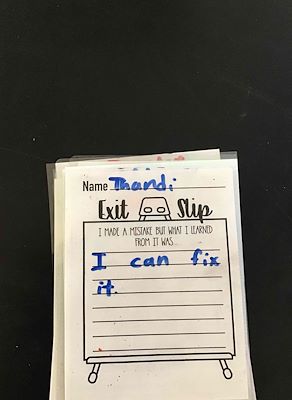 Name Thandi
Exit Slip
I MADE A MISTAKE BUT WHAT I LEARNED
FROM IT WAS...
I can fix
it.